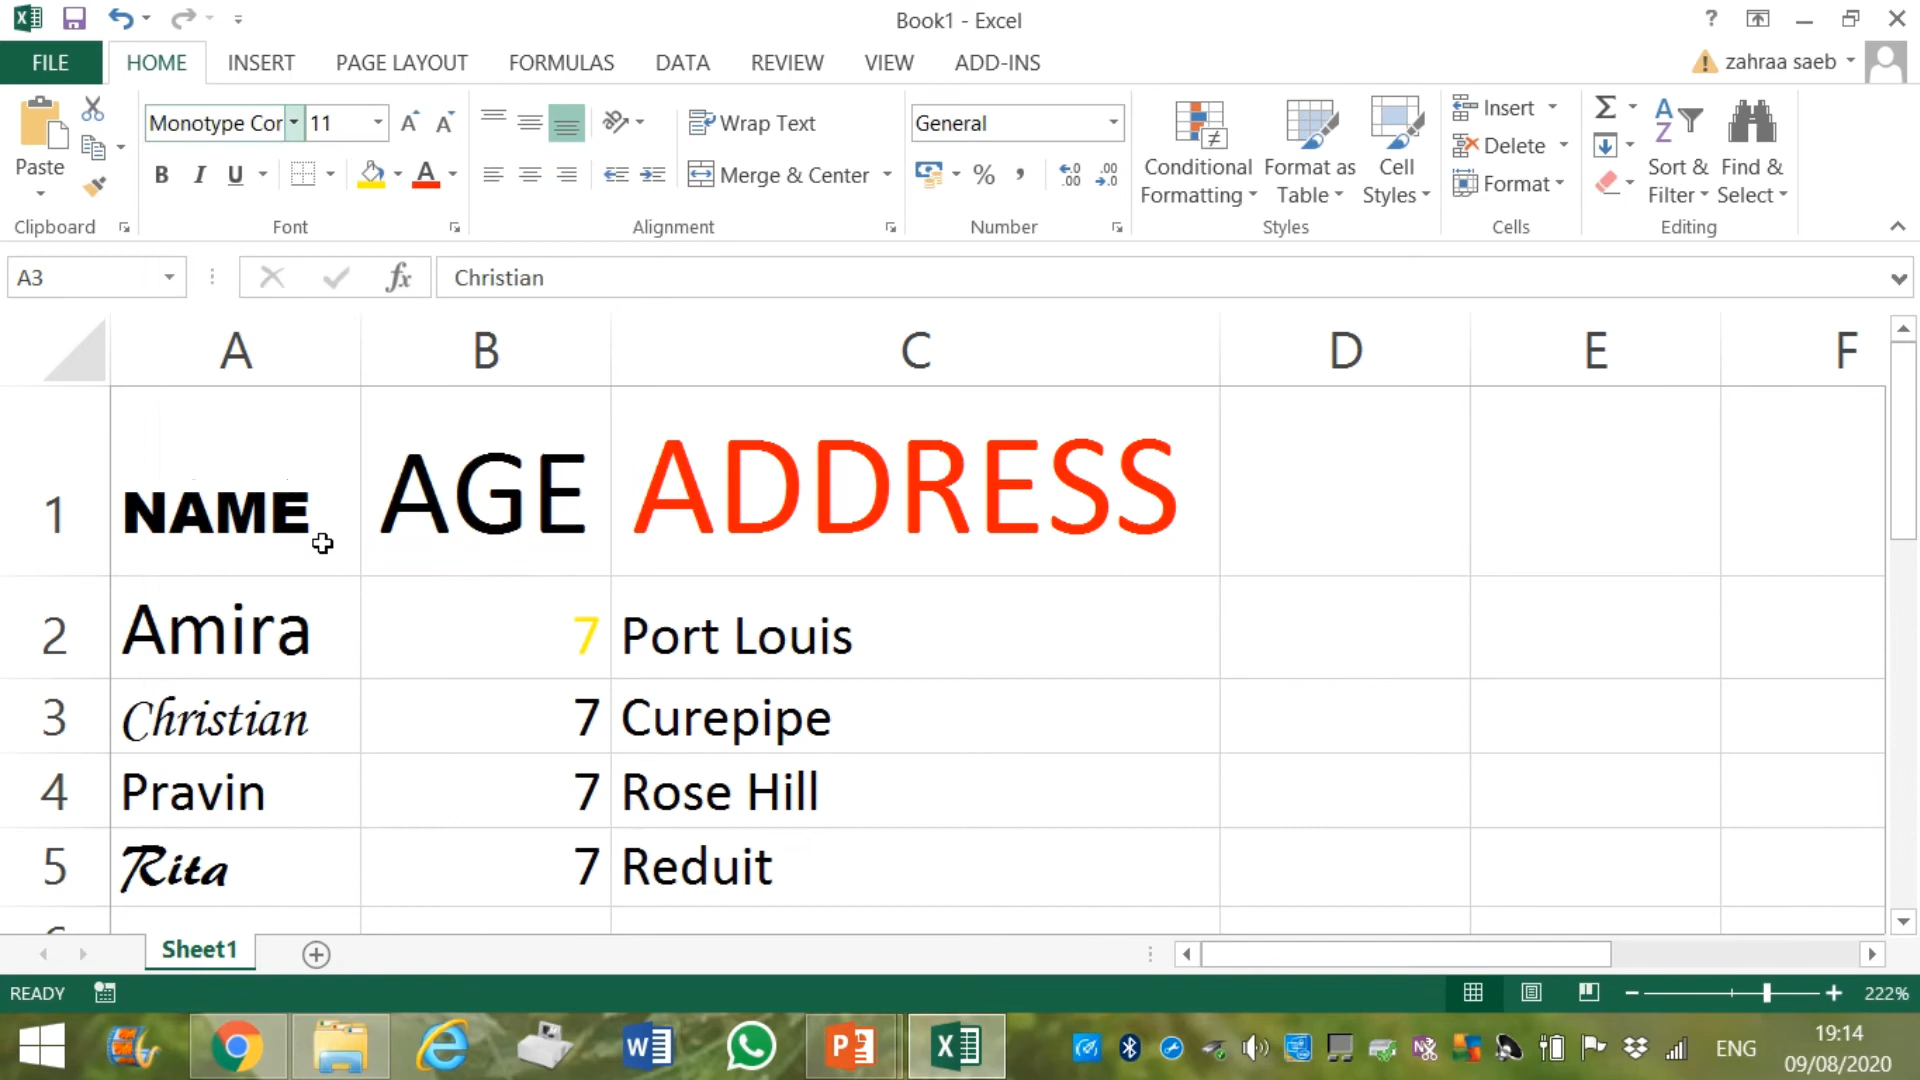 Book1 - Excel
FILE HOME INSERT PAGE LAYOUT FORMULAS DATA REVIEW VIEW ADD-INS zahraa saeb
Monotype Cor 11 Wrap Text General Insert
Delete
Paste B I U Merge & Center % Conditional Format as Cell Format Sort & Find &
Formatting Table Styles Filter Select
Clipboard Font Alignment Number Styles Cells Editing
A3 fx Christian
A B C D E F
1 NAME AGE ADDRESS
2 Amira 7 Port Louis
3 Christian 7 Curepipe
4 Pravin 7 Rose Hill
5 Rita 7 Reduit
Sheet1
READY 222%
ENG 19:14
09/08/2020